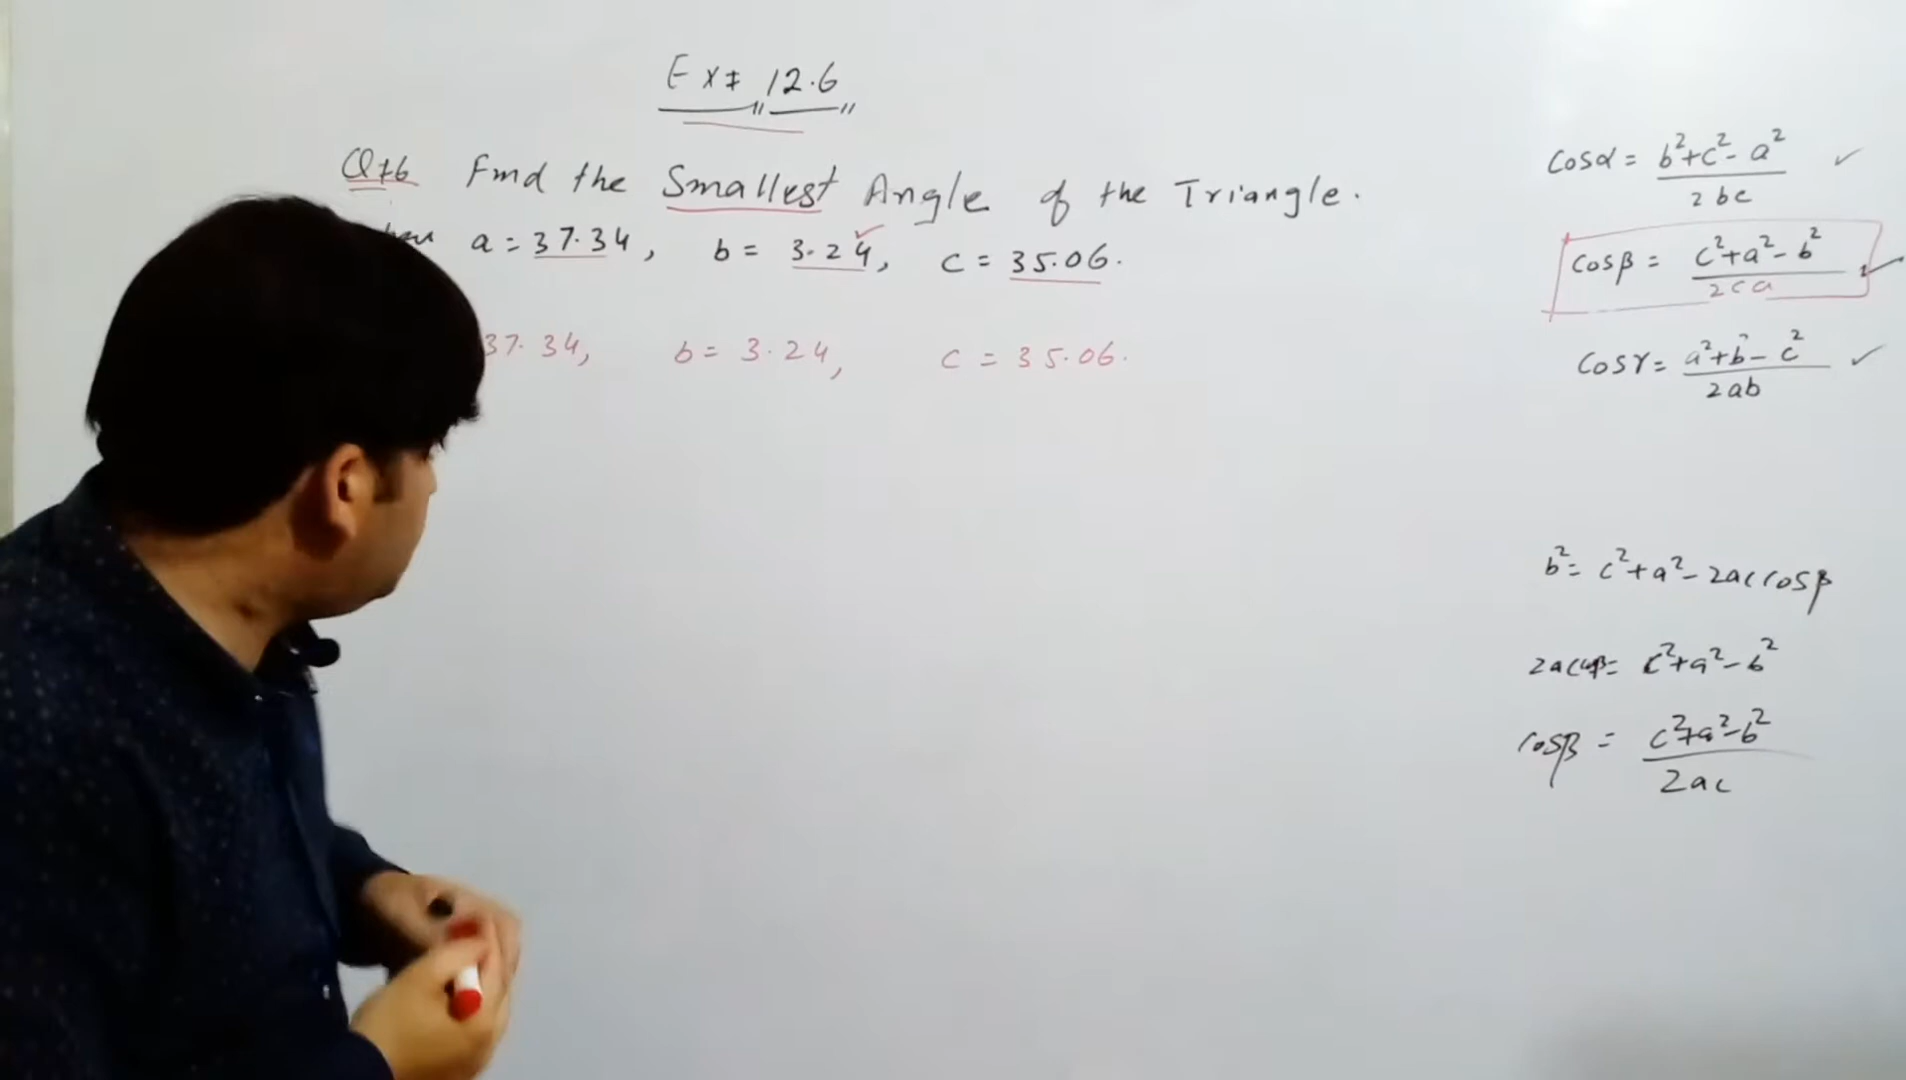 Ex# 12.6
Q#6 Find the Smallest Angle of the Triangle.
a = 37.34, b = 3.24, c = 35.06.
37.34, b = 3.24, c = 35.06.
Cosα = b²+c²-a² / 2bc
Cosβ = c²+a²-b² / 2ca
Cosγ = a²+b²-c² / 2ab
b² = c²+a²-2ac cosβ
2accosβ = c²+a²-b²
Cosβ = c²+a²-b² / 2ac